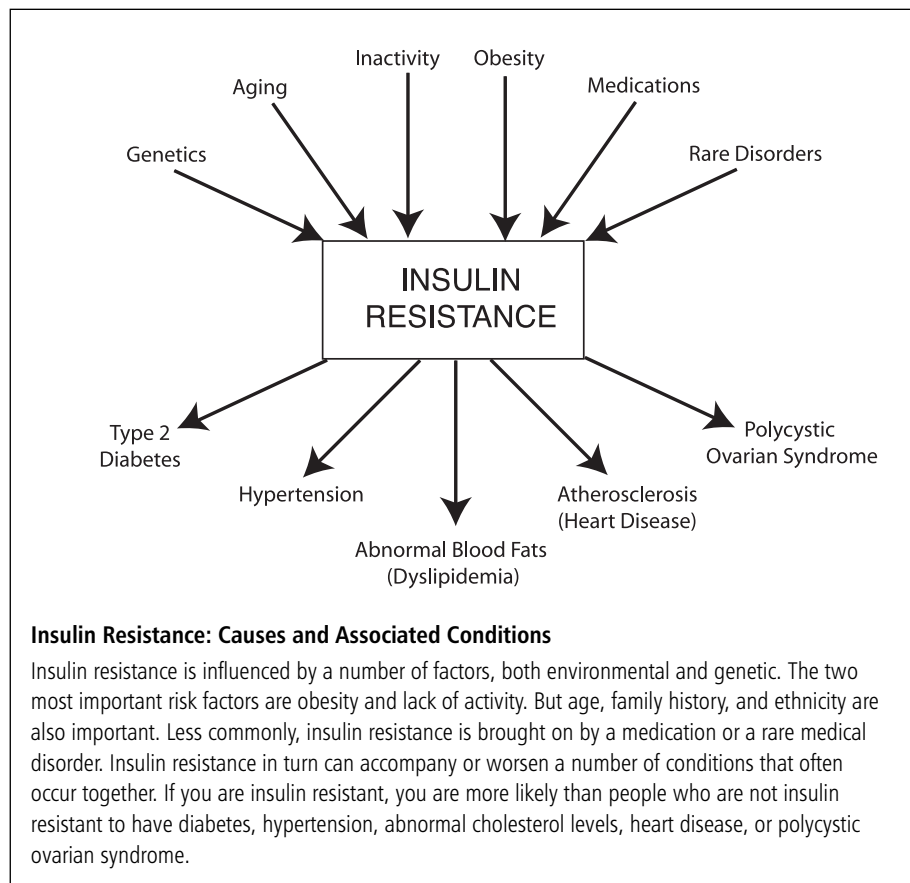 Inactivity
Obesity
Aging
Medications
Genetics
Rare Disorders
INSULIN
RESISTANCE
Type 2
Diabetes
Polycystic
Ovarian Syndrome
Hypertension
Atherosclerosis
(Heart Disease)
Abnormal Blood Fats
(Dyslipidemia)
Insulin Resistance: Causes and Associated Conditions
Insulin resistance is influenced by a number of factors, both environmental and genetic. The two
most important risk factors are obesity and lack of activity. But age, family history, and ethnicity are
also important. Less commonly, insulin resistance is brought on by a medication or a rare medical
disorder. Insulin resistance in turn can accompany or worsen a number of conditions that often
occur together. If you are insulin resistant, you are more likely than people who are not insulin
resistant to have diabetes, hypertension, abnormal cholesterol levels, heart disease, or polycystic
ovarian syndrome.